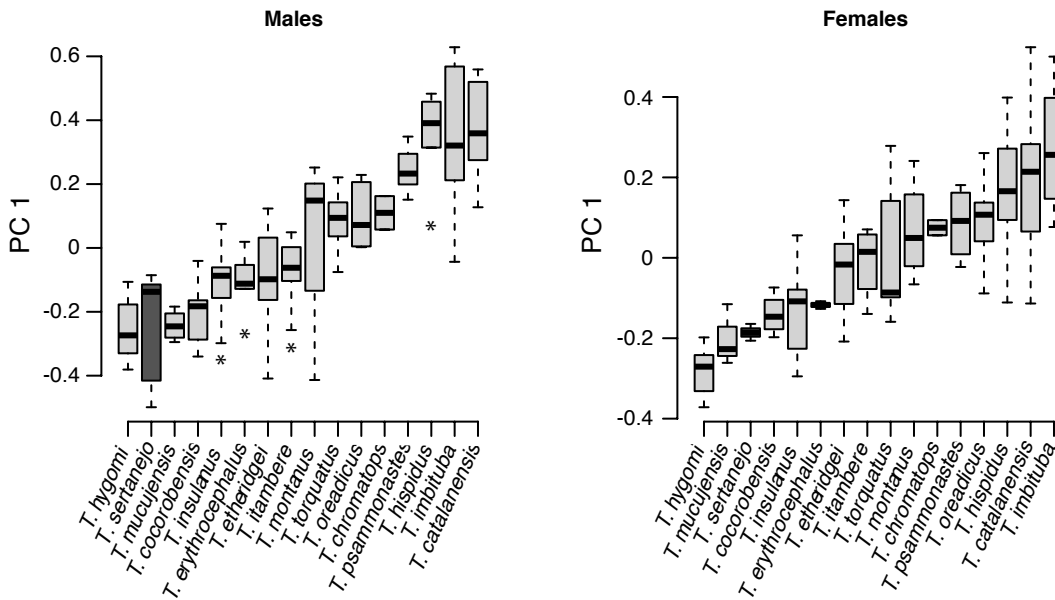 Males
PC 1
0.6
0.4
0.2
0
-0.2
-0.4
*
*
*
*
T. hygomi
T. sertanejo
T. mucujensis
T. cocorobensis
T. insulanus
T. erythrocephalus
T. etheridgei
T. itambere
T. montanus
T. torquatus
T. oreadicus
T. chromatops
T. psammonastes
T. hispidus
T. imbituba
T. catalanensis
Females
PC 1
0.4
0.2
0
-0.2
-0.4
T. hygomi
T. mucujensis
T. sertanejo
T. cocorobensis
T. insulanus
T. erythrocephalus
T. etheridgei
T. itambere
T. torquatus
T. montanus
T. chromatops
T. psammonastes
T. oreadicus
T. hispidus
T. catalanensis
T. imbituba